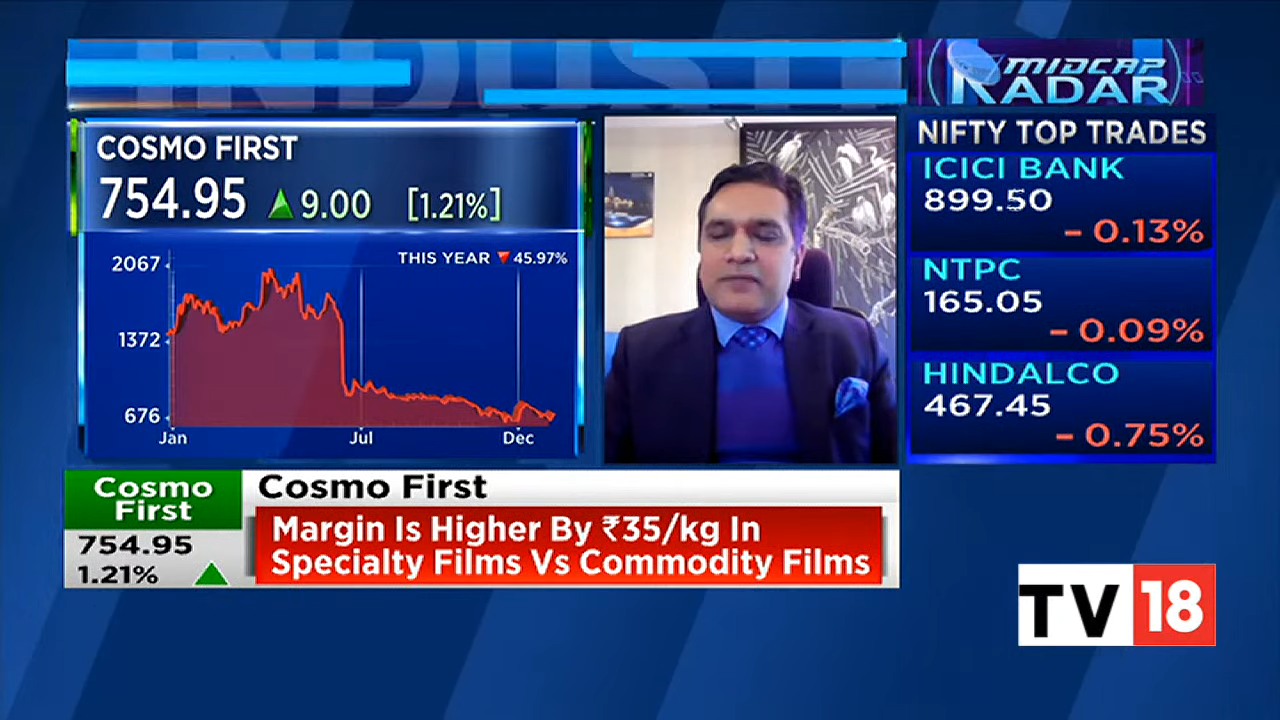 INDUSTR
MIDCAP
RADAR
COSMO FIRST
754.95 ▲ 9.00 [1.21%]
THIS YEAR ▼ 45.97%
2067
1372
676
Jan Jul Dec
NIFTY TOP TRADES
ICICI BANK
899.50
- 0.13%
NTPC
165.05
- 0.09%
HINDALCO
467.45
- 0.75%
Cosmo
First
754.95
1.21% ▲
Cosmo First
Margin Is Higher By ₹35/kg In
Specialty Films Vs Commodity Films
TV 18